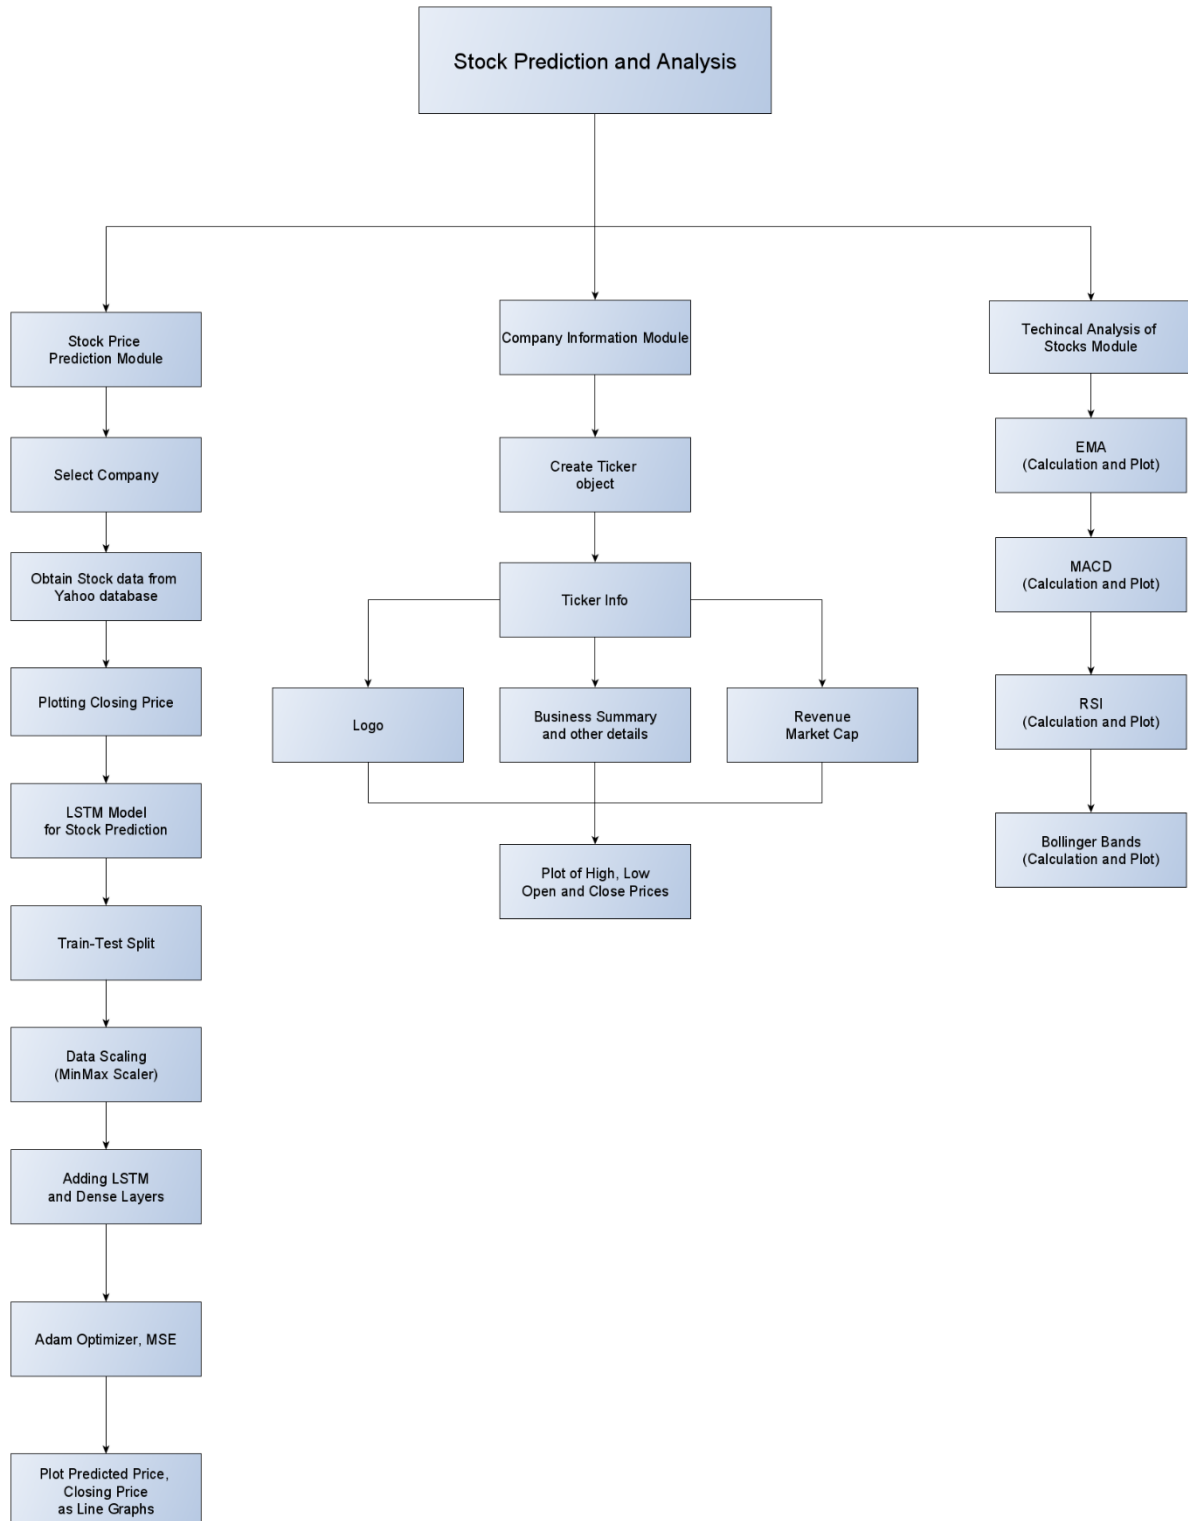 Stock Prediction and Analysis
Stock Price
Prediction Module
Select Company
Obtain Stock data from
Yahoo database
Plotting Closing Price
LSTM Model
for Stock Prediction
Train-Test Split
Data Scaling
(MinMax Scaler)
Adding LSTM
and Dense Layers
Adam Optimizer, MSE
Plot Predicted Price,
Closing Price
as Line Graphs
Company Information Module
Create Ticker
object
Ticker Info
Logo
Business Summary
and other details
Revenue
Market Cap
Plot of High, Low
Open and Close Prices
Techincal Analysis of
Stocks Module
EMA
(Calculation and Plot)
MACD
(Calculation and Plot)
RSI
(Calculation and Plot)
Bollinger Bands
(Calculation and Plot)